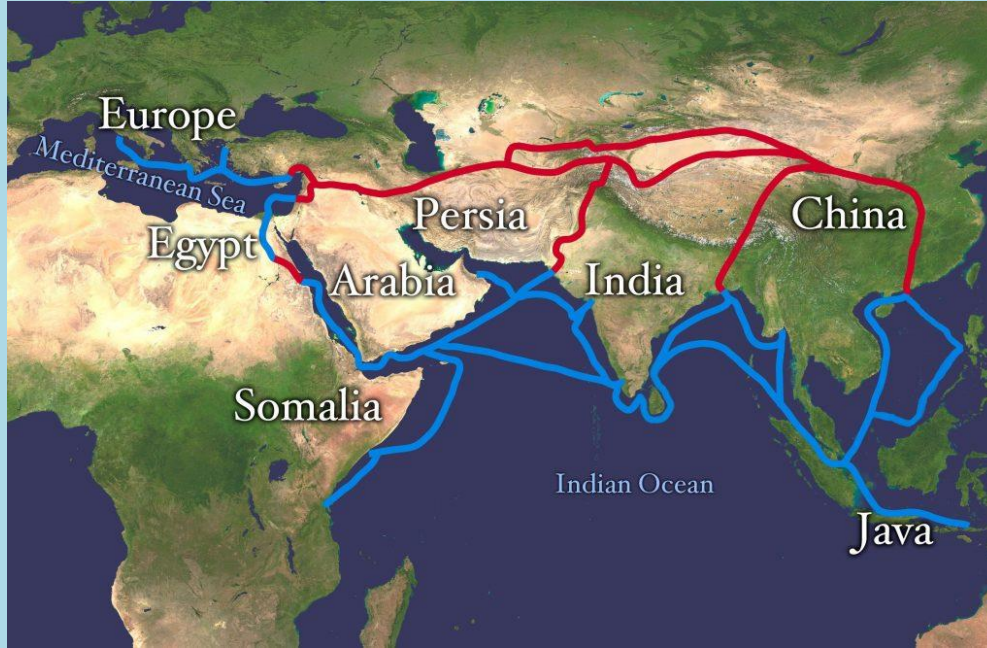 Europe
Mediterranean Sea
Egypt
Persia
China
Arabia
India
Somalia
Indian Ocean
Java